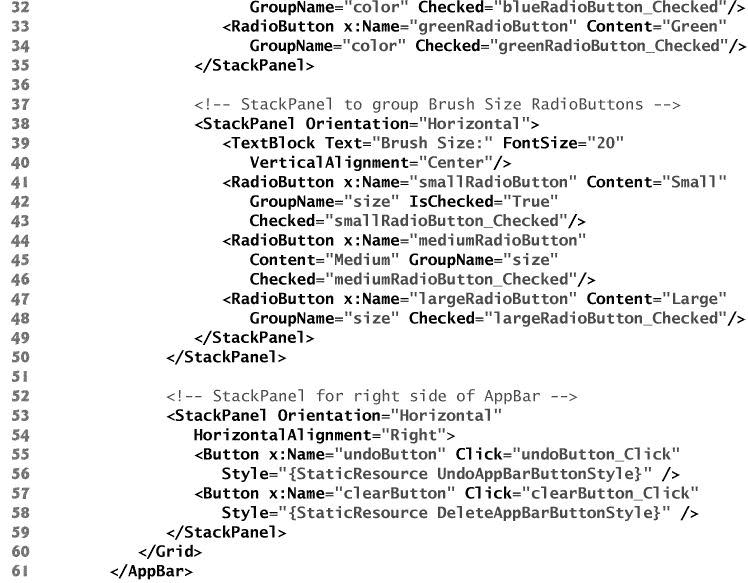 32 GroupName="color" Checked="blueRadioButton_Checked"/>
33 <RadioButton x:Name="greenRadioButton" Content="Green"
34 GroupName="color" Checked="greenRadioButton_Checked"/>
35 </StackPanel>
36
37 <!-- StackPanel to group Brush Size RadioButtons -->
38 <StackPanel Orientation="Horizontal">
39 <TextBlock Text="Brush Size:" FontSize="20"
40 VerticalAlignment="Center"/>
41 <RadioButton x:Name="smallRadioButton" Content="Small"
42 GroupName="size" IsChecked="True"
43 Checked="smallRadioButton_Checked"/>
44 <RadioButton x:Name="mediumRadioButton"
45 Content="Medium" GroupName="size"
46 Checked="mediumRadioButton_Checked"/>
47 <RadioButton x:Name="largeRadioButton" Content="Large"
48 GroupName="size" Checked="largeRadioButton_Checked"/>
49 </StackPanel>
50 </StackPanel>
51
52 <!-- StackPanel for right side of AppBar -->
53 <StackPanel Orientation="Horizontal"
54 HorizontalAlignment="Right">
55 <Button x:Name="undoButton" Click="undoButton_Click"
56 Style="{StaticResource UndoAppBarButtonStyle}" />
57 <Button x:Name="clearButton" Click="clearButton_Click"
58 Style="{StaticResource DeleteAppBarButtonStyle}" />
59 </StackPanel>
60 </Grid>
61 </AppBar>